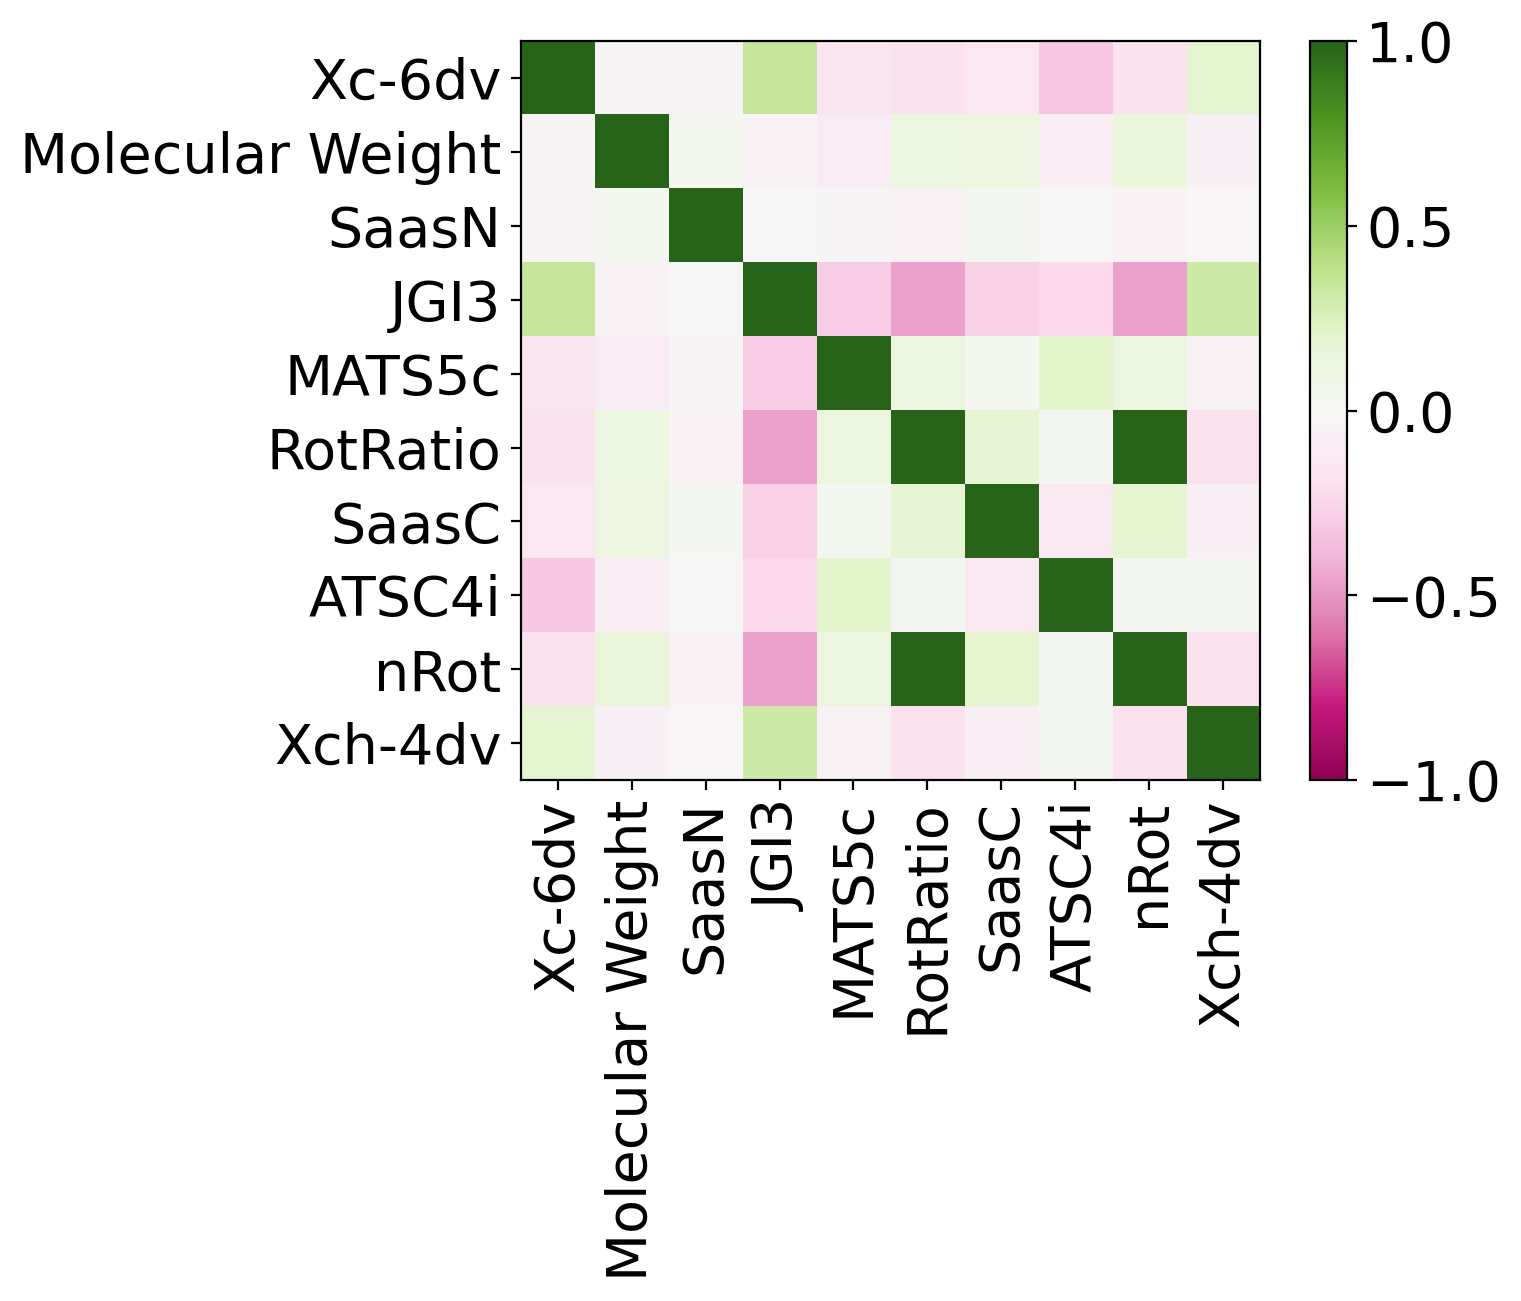 Xc-6dv
Molecular Weight
SaasN
JGI3
MATS5c
RotRatio
SaasC
ATSC4i
nRot
Xch-4dv
Xc-6dv
Molecular Weight
SaasN
JGI3
MATS5c
RotRatio
SaasC
ATSC4i
nRot
Xch-4dv
1.0
0.5
0.0
−0.5
−1.0